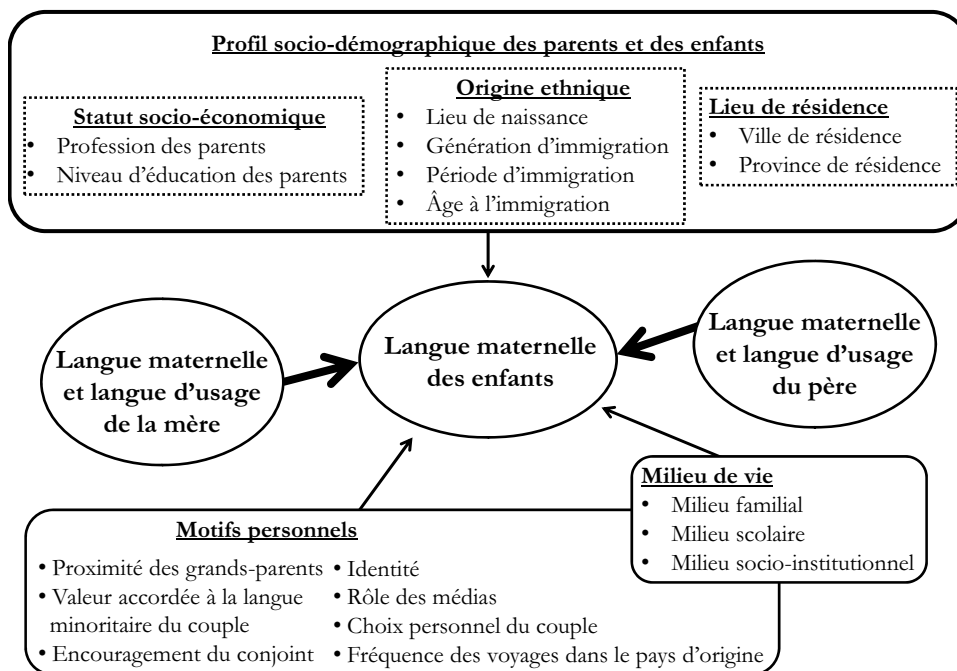 Profil socio-démographique des parents et des enfants
Statut socio-économique
• Profession des parents
• Niveau d'éducation des parents
Origine ethnique
• Lieu de naissance
• Génération d'immigration
• Période d'immigration
• Âge à l'immigration
Lieu de résidence
• Ville de résidence
• Province de résidence
Langue maternelle
et langue d'usage
de la mère
Langue maternelle
des enfants
Langue maternelle
et langue d'usage
du père
Motifs personnels
• Proximité des grands-parents
• Valeur accordée à la langue
minoritaire du couple
• Encouragement du conjoint
• Identité
• Rôle des médias
• Choix personnel du couple
• Fréquence des voyages dans le pays d'origine
Milieu de vie
• Milieu familial
• Milieu scolaire
• Milieu socio-institutionnel